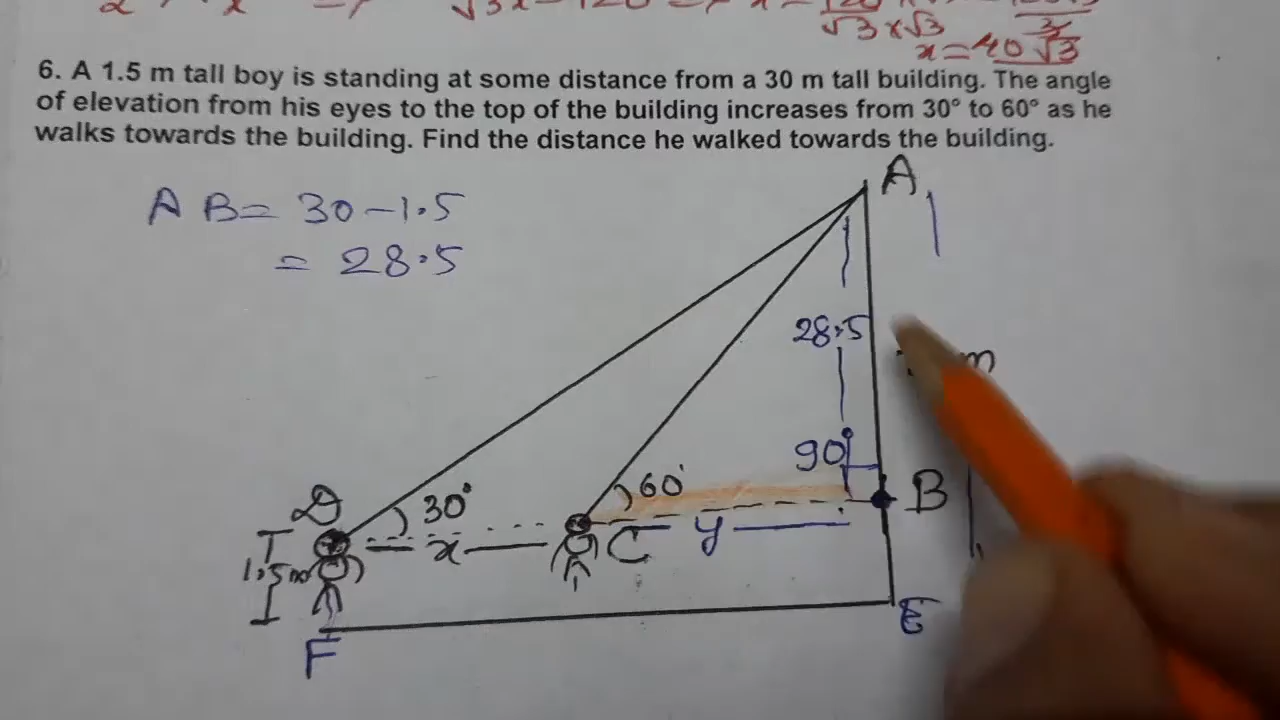 √3 x √3
x = 40√3
6. A 1.5 m tall boy is standing at some distance from a 30 m tall building. The angle
of elevation from his eyes to the top of the building increases from 30° to 60° as he
walks towards the building. Find the distance he walked towards the building.
A
AB = 30 - 1.5
= 28.5
28.5
m
90°
D 30° 60° B
x C y
1.5m
E
F